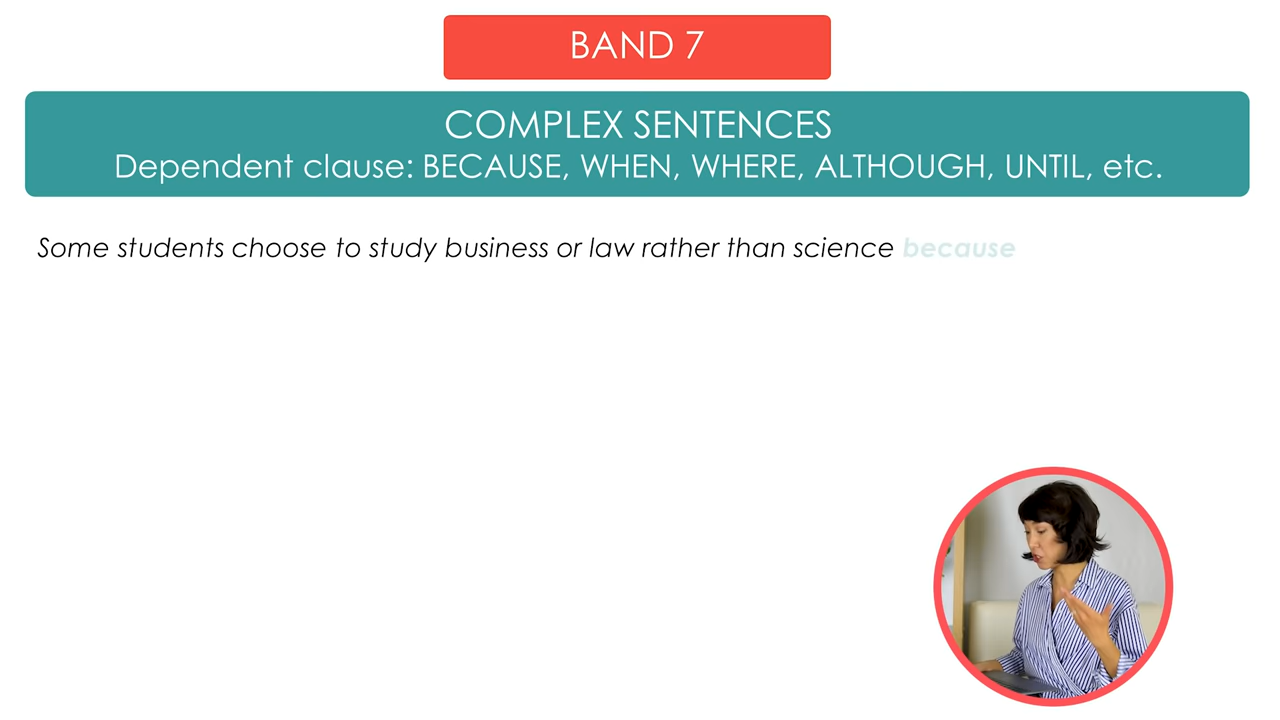 BAND 7
COMPLEX SENTENCES
Dependent clause: BECAUSE, WHEN, WHERE, ALTHOUGH, UNTIL, etc.
Some students choose to study business or law rather than science because